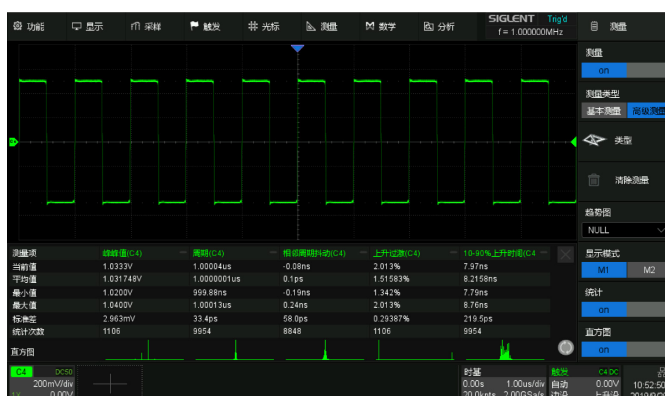 功能 显示 采样 触发 光标 测量 数学 分析 SIGLENT Trig'd 测量
f = 1.000000MHz
测量
on
测量类型
基本测量 高级测量
类型
清除测量
趋势图
NULL
测量项 峰峰值(C4) 周期(C4) 相邻周期抖动(C4) 上升过激(C4) 10-90%上升时间(C4
显示模式
当前值 1.0333V 1.00004us -0.08ns 2.013% 7.97ns
M1 M2
平均值 1.031748V 1.0000001us 0.1ps 1.51583% 8.2158ns
最小值 1.0200V 999.88ns -0.19ns 1.342% 7.79ns
统计
最大值 1.0400V 1.00013us 0.24ns 2.013% 8.76ns
on
标准差 2.963mV 33.4ps 58.0ps 0.29387% 219.5ps
统计次数 1106 9954 8848 1106 9954
直方图
直方图
on
C4 DC50 时基 触发 C4 DC
200mV/div 0.00s 1.00us/div 自动 0.00V 10:52:50
1X 0.00V 20.0kpts 2.00GSa/s 边沿 上升沿